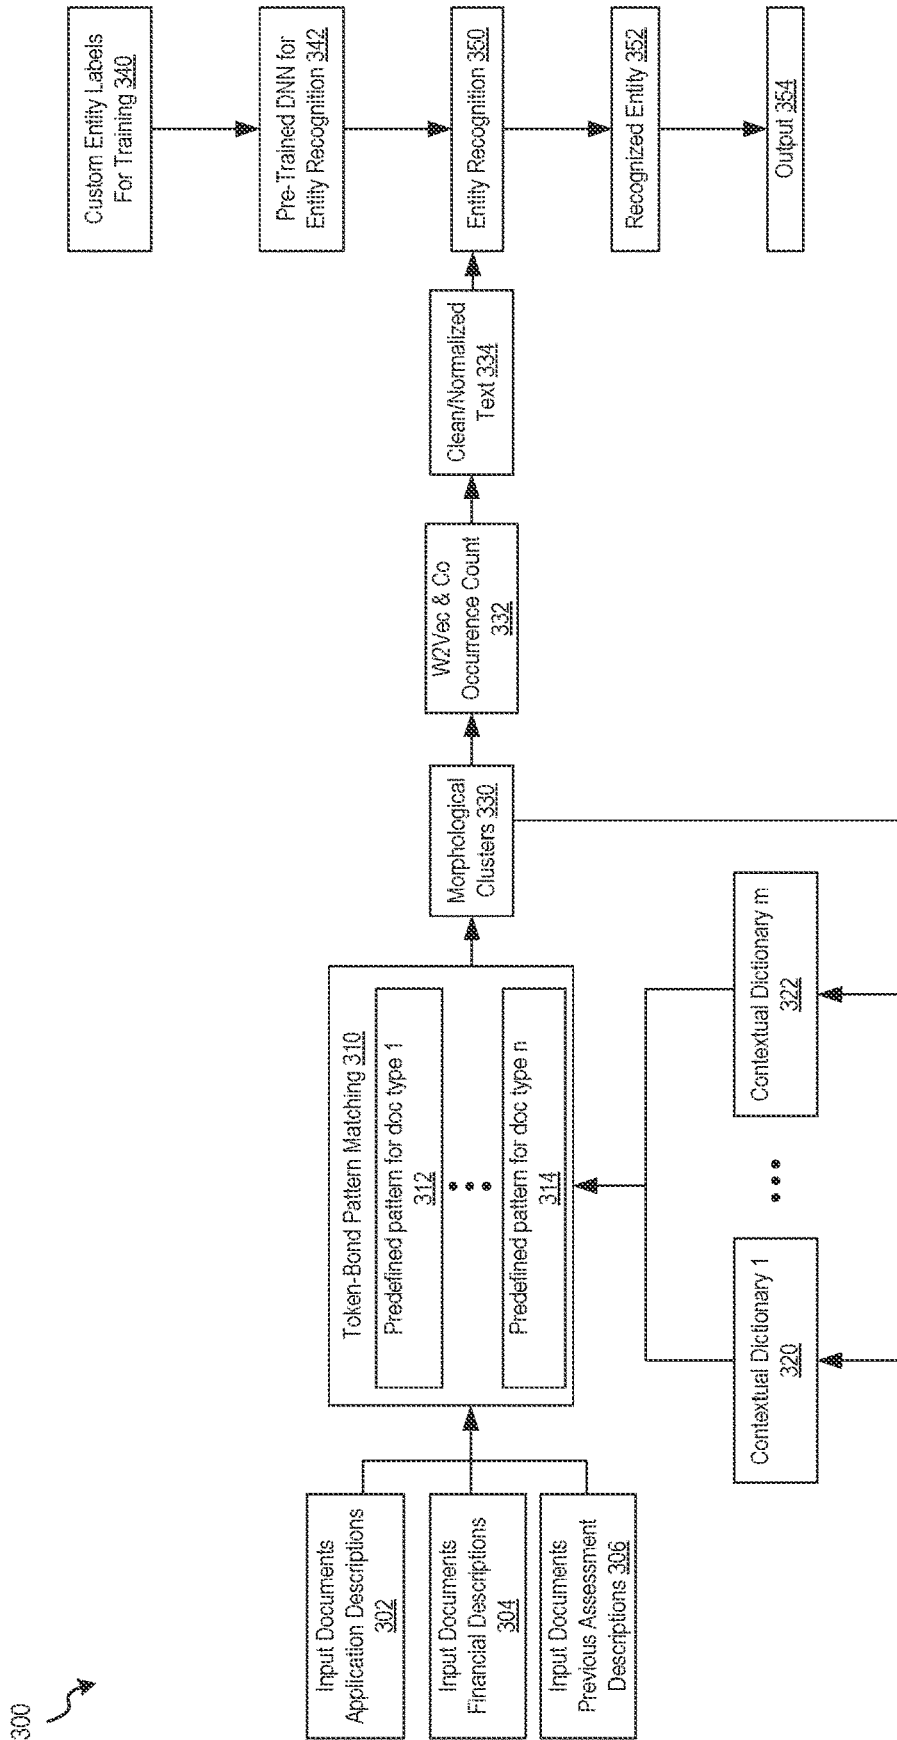 300
Input Documents
Application Descriptions
302
Input Documents
Financial Descriptions
304
Input Documents
Previous Assessment
Descriptions 306
Token-Bond Pattern Matching 310
Predefined pattern for doc type 1
312
Predefined pattern for doc type n
314
Contextual Dictionary 1
320
Contextual Dictionary m
322
Morphological
Clusters 330
W2Vec & Co
Occurrence Count
332
Clean/Normalized
Text 334
Custom Entity Labels
For Training 340
Pre-Trained DNN for
Entity Recognition 342
Entity Recognition 350
Recognized Entity 352
Output 354